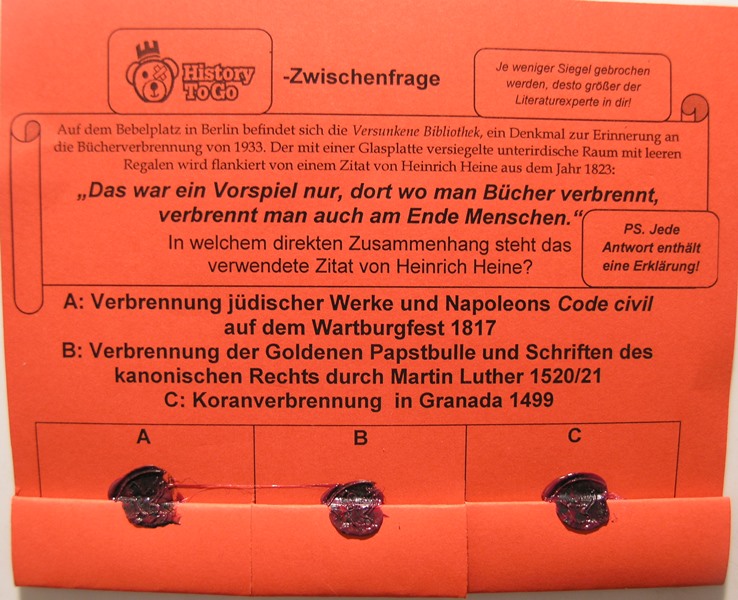 History
ToGo
-Zwischenfrage
Je weniger Siegel gebrochen
werden, desto größer der
Literaturexperte in dir!
Auf dem Bebelplatz in Berlin befindet sich die Versunkene Bibliothek, ein Denkmal zur Erinnerung an
die Bücherverbrennung von 1933. Der mit einer Glasplatte versiegelte unterirdische Raum mit leeren
Regalen wird flankiert von einem Zitat von Heinrich Heine aus dem Jahr 1823:
„Das war ein Vorspiel nur, dort wo man Bücher verbrennt,
verbrennt man auch am Ende Menschen.“
In welchem direkten Zusammenhang steht das
verwendete Zitat von Heinrich Heine?
PS. Jede
Antwort enthält
eine Erklärung!
A: Verbrennung jüdischer Werke und Napoleons Code civil
auf dem Wartburgfest 1817
B: Verbrennung der Goldenen Papstbulle und Schriften des
kanonischen Rechts durch Martin Luther 1520/21
C: Koranverbrennung in Granada 1499
A
B
C